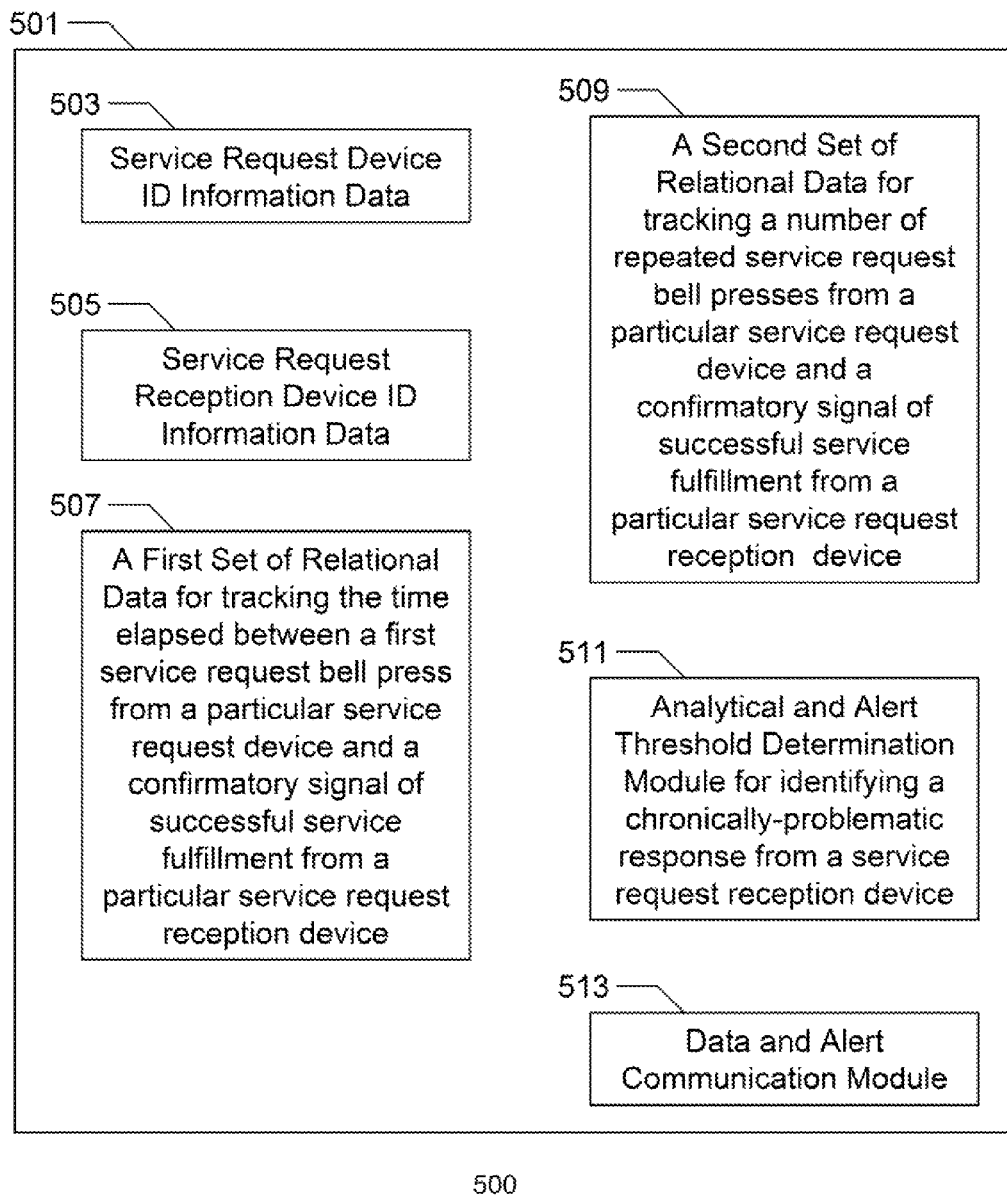 501
503
Service Request Device
ID Information Data
505
Service Request
Reception Device ID
Information Data
507
A First Set of Relational
Data for tracking the time
elapsed between a first
service request bell press
from a particular service
request device and a
confirmatory signal of
successful service
fulfillment from a
particular service request
reception device
509
A Second Set of
Relational Data for
tracking a number of
repeated service request
bell presses from a
particular service request
device and a
confirmatory signal of
successful service
fulfillment from a
particular service request
reception device
511
Analytical and Alert
Threshold Determination
Module for identifying a
chronically-problematic
response from a service
request reception device
513
Data and Alert
Communication Module
500